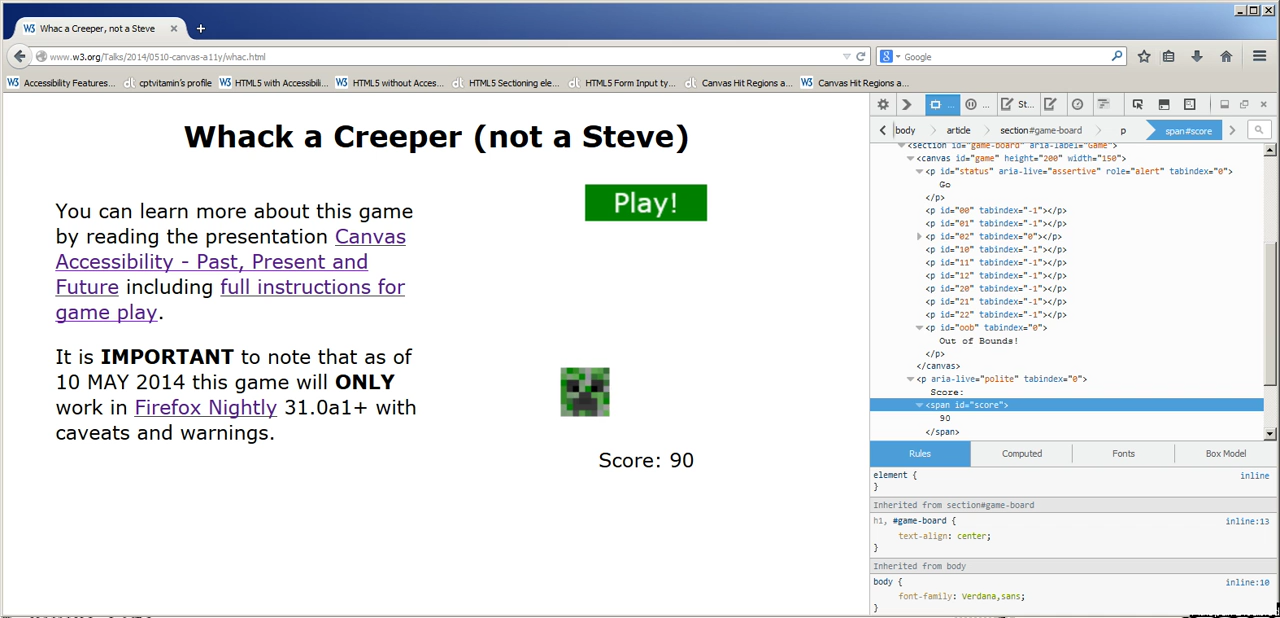 Whac a Creeper, not a Steve
www.w3.org/Talks/2014/0510-canvas-a11y/whac.html
Google
Accessibility Features...
cptvitamin's profile
HTML5 with Accessibili...
HTML5 without Acces...
HTML5 Sectioning ele...
HTML5 Form Input ty...
Canvas Hit Regions a...
Canvas Hit Regions a...
Whack a Creeper (not a Steve)
You can learn more about this game
by reading the presentation Canvas
Accessibility - Past, Present and
Future including full instructions for
game play.
It is IMPORTANT to note that as of
10 MAY 2014 this game will ONLY
work in Firefox Nightly 31.0a1+ with
caveats and warnings.
Play!
Score: 90
... St...
body article section#game-board p span#score
<section id="game-board" aria-label="Game">
<canvas id="game" height="200" width="150">
<p id="status" aria-live="assertive" role="alert" tabindex="0">
Go
</p>
<p id="00" tabindex="-1"></p>
<p id="01" tabindex="-1"></p>
<p id="02" tabindex="0"></p>
<p id="10" tabindex="-1"></p>
<p id="11" tabindex="-1"></p>
<p id="12" tabindex="-1"></p>
<p id="20" tabindex="-1"></p>
<p id="21" tabindex="-1"></p>
<p id="22" tabindex="-1"></p>
<p id="oob" tabindex="0">
Out of Bounds!
</p>
</canvas>
<p aria-live="polite" tabindex="0">
Score:
<span id="score">
90
</span>
Rules Computed Fonts Box Model
element { inline
}
Inherited from section#game-board
h1, #game-board { inline:13
text-align: center;
}
Inherited from body
body { inline:10
font-family: Verdana,sans;
}